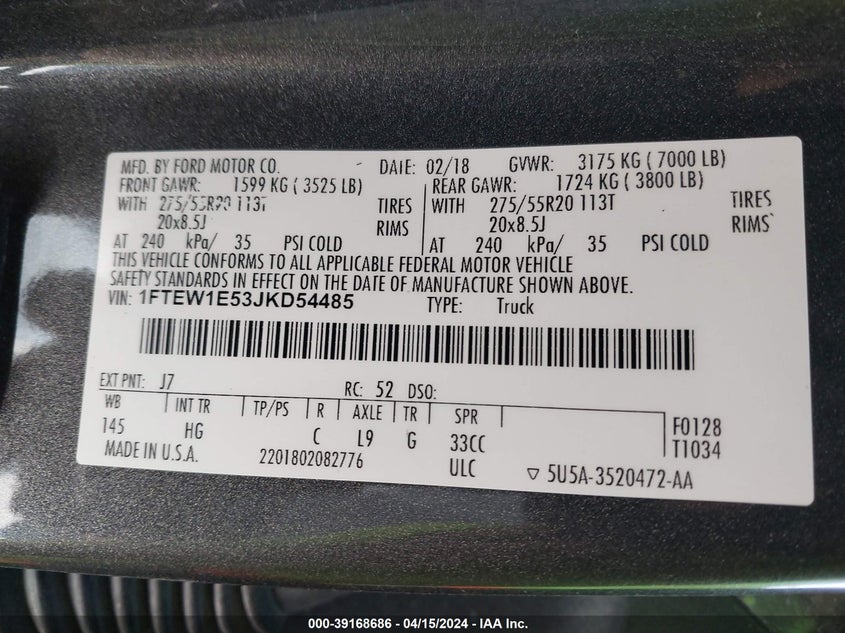 MFD. BY FORD MOTOR CO. DATE: 02/18 GVWR: 3175 KG ( 7000 LB)
FRONT GAWR: 1599 KG ( 3525 LB) REAR GAWR: 1724 KG ( 3800 LB)
WITH 275/55R20 113T TIRES WITH 275/55R20 113T TIRES
20x8.5J RIMS 20x8.5J RIMS
AT 240 kPa/ 35 PSI COLD AT 240 kPa/ 35 PSI COLD
THIS VEHICLE CONFORMS TO ALL APPLICABLE FEDERAL MOTOR VEHICLE
SAFETY STANDARDS IN EFFECT ON THE DATE OF MANUFACTURE SHOWN ABOVE.
VIN: 1FTEW1E53JKD54485 TYPE: Truck
EXT PNT: J7 RC: 52 DSO:
WB INT TR TP/PS R AXLE TR SPR F0128
145 HG C L9 G 33CC T1034
MADE IN U.S.A. 2201802082776 ULC ▽ 5U5A-3520472-AA
000-39168686 - 04/15/2024 - IAA Inc.